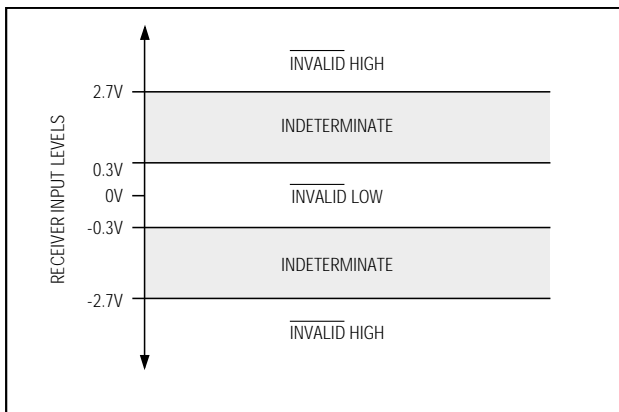 INVALID HIGH
2.7V
INDETERMINATE
0.3V
0V
INVALID LOW
-0.3V
INDETERMINATE
-2.7V
INVALID HIGH
RECEIVER INPUT LEVELS